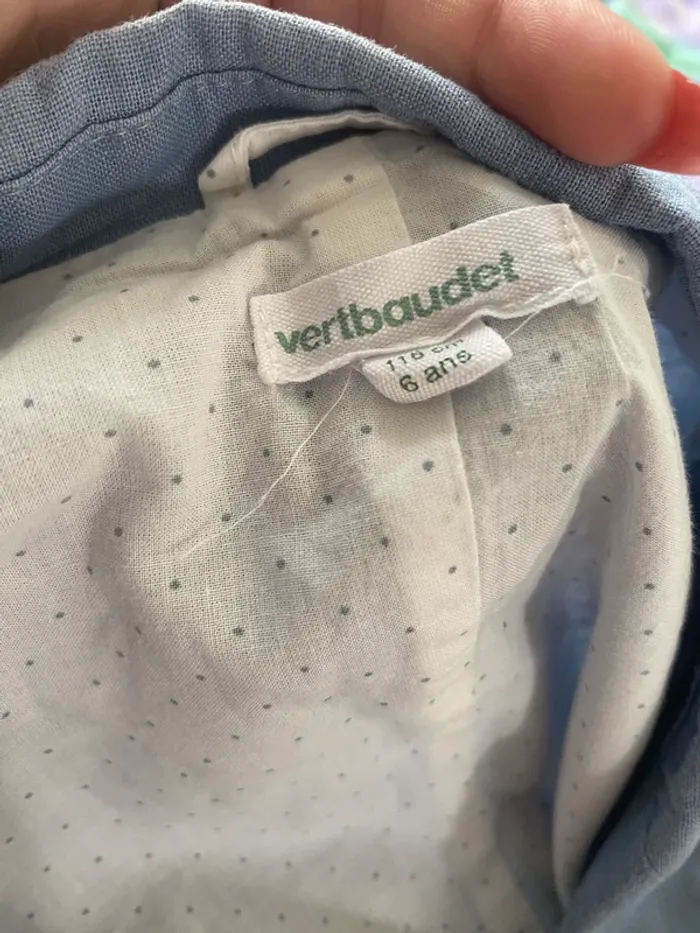 vertbaudet
116 cm
6 ans